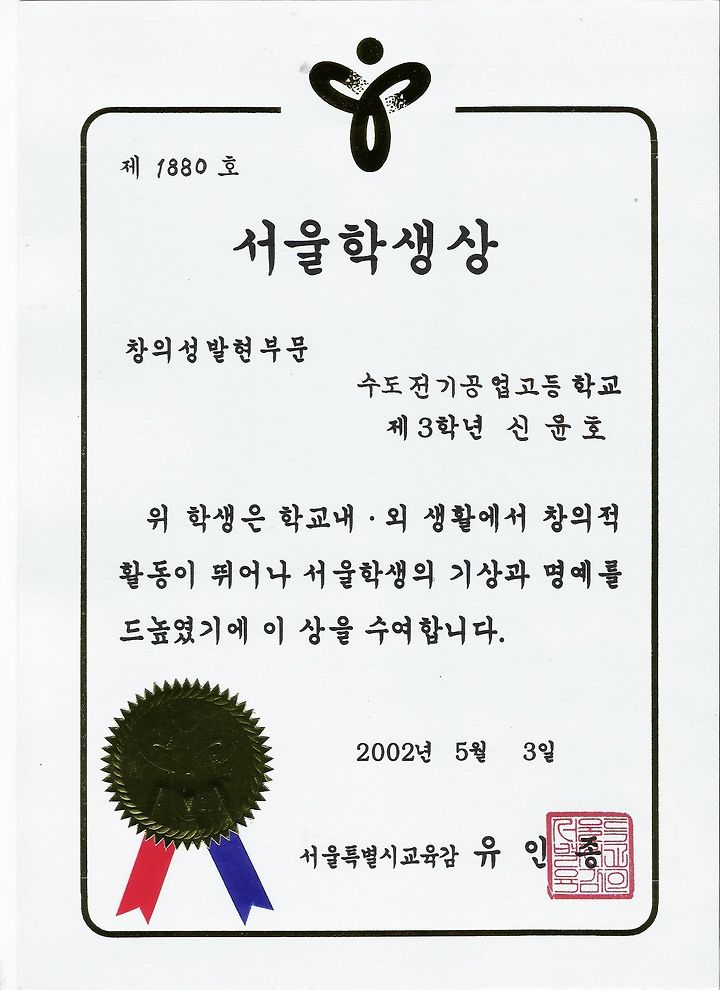 제 1880 호
서울학생상
창의성발현부문
수도전기공업고등학교
제3학년 신윤호
위 학생은 학교내·외 생활에서 창의적
활동이 뛰어나 서울학생의 기상과 명예를
드높였기에 이 상을 수여합니다.
2002년 5월 3일
서울특별시교육감 유인종